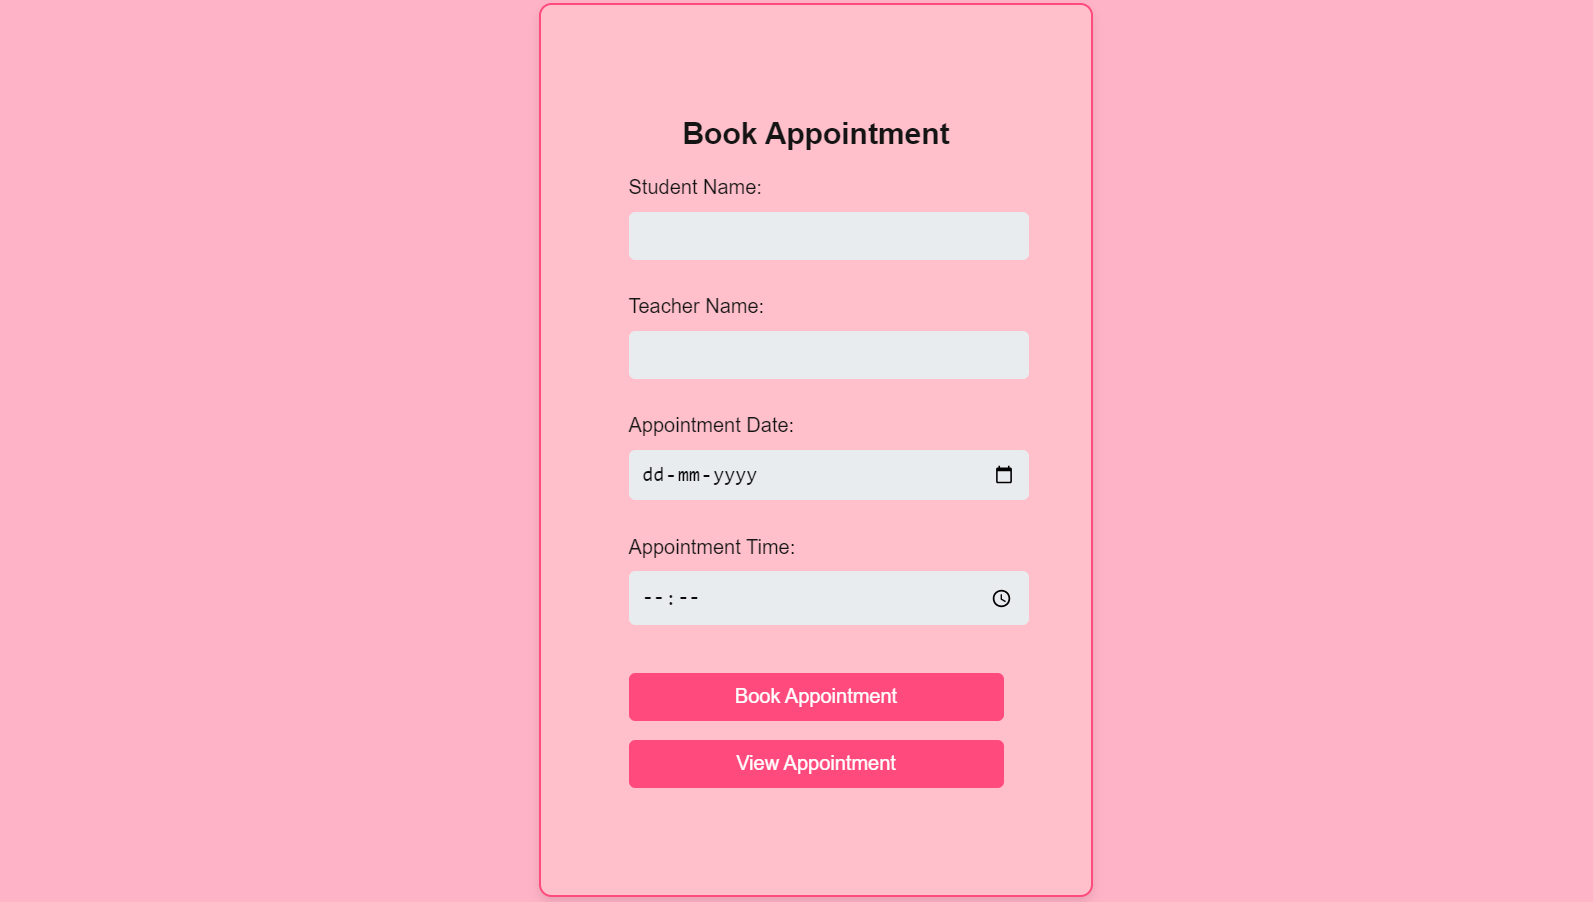 Book Appointment
Student Name:
Teacher Name:
Appointment Date:
dd-mm-yyyy
Appointment Time:
--:--
Book Appointment
View Appointment